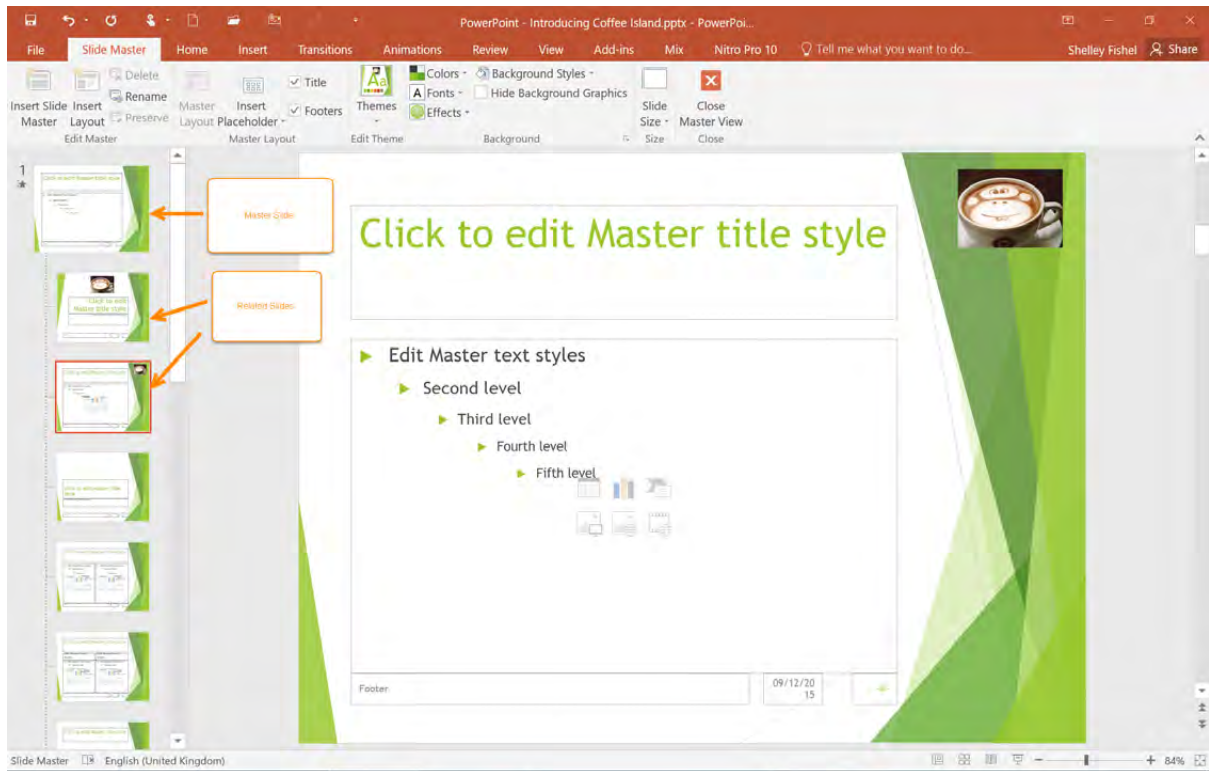 PowerPoint - Introducing Coffee Island.pptx - PowerPoi...
File Slide Master Home Insert Transitions Animations Review View Add-ins Mix Nitro Pro 10 Tell me what you want to do... Shelley Fishel Share
Insert Slide Master
Insert Layout
Delete
Rename
Preserve
Edit Master
Master Layout
Insert Placeholder
Title
Footers
Master Layout
Aa
Themes
Edit Theme
Colors
A Fonts
Effects
Background Styles
Hide Background Graphics
Background
Slide Size
Size
Close Master View
Close
1
Master Slide
Related Slides
Click to edit Master title style
Edit Master text styles
Second level
Third level
Fourth level
Fifth level
Footer
09/12/20
15
Slide Master English (United Kingdom) 84%